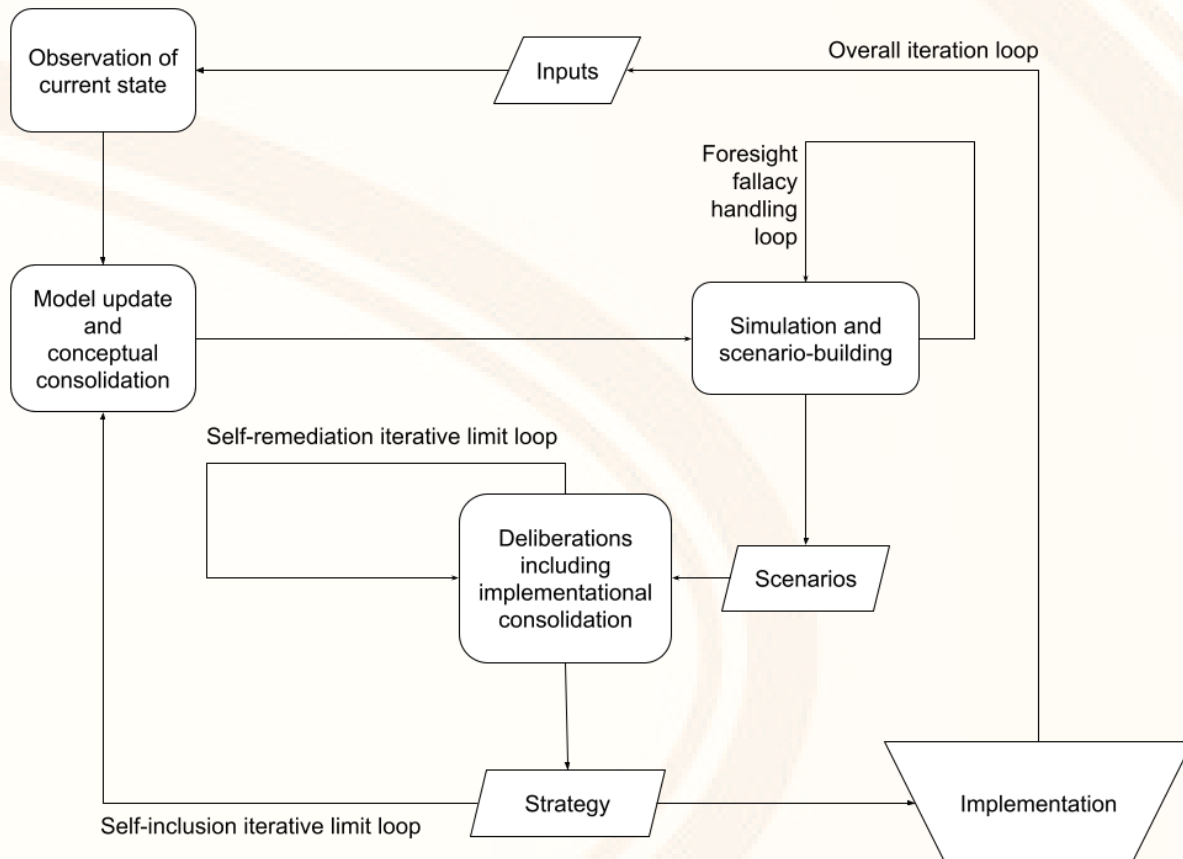 Observation of
current state
Inputs
Overall iteration loop
Foresight
fallacy
handling
loop
Model update
and
conceptual
consolidation
Simulation and
scenario-building
Self-remediation iterative limit loop
Deliberations
including
implementational
consolidation
Scenarios
Strategy
Implementation
Self-inclusion iterative limit loop